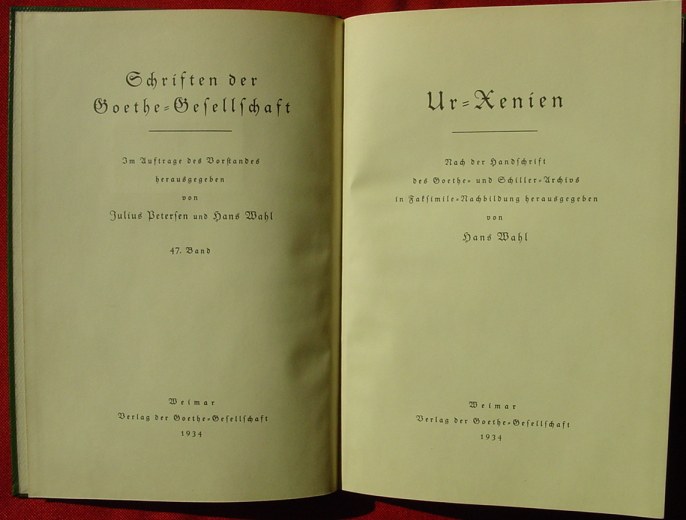 Schriften der
Goethe=Gesellschaft
Im Auftrage des Vorstandes
herausgegeben
von
Julius Petersen und Hans Wahl
47. Band
Weimar
Verlag der Goethe=Gesellschaft
1934
Ur=Xenien
Nach der Handschrift
des Goethe= und Schiller=Archivs
in Faksimile=Nachbildung herausgegeben
von
Hans Wahl
Weimar
Verlag der Goethe=Gesellschaft
1934